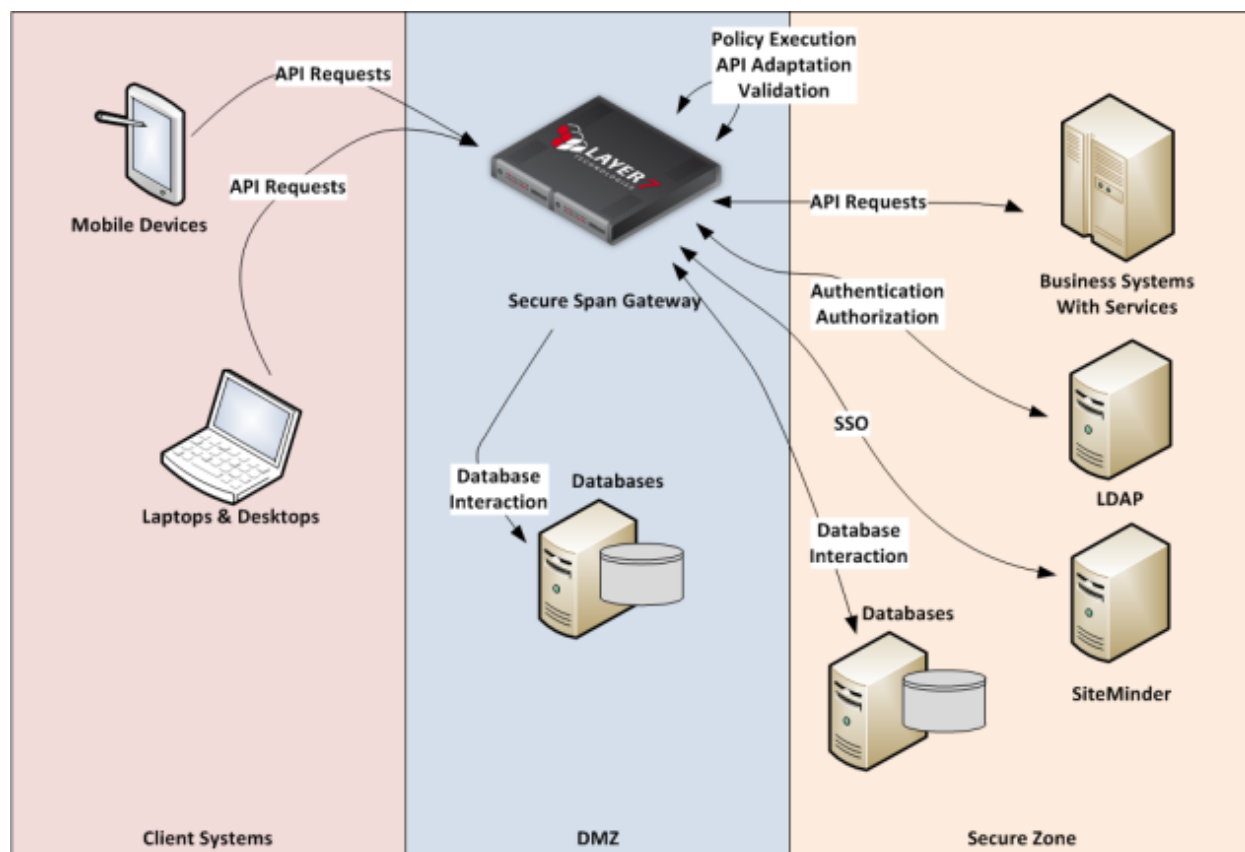 API Requests
Mobile Devices
API Requests
Laptops & Desktops
Client Systems
Policy Execution
API Adaptation
Validation
LAYER 7
TECHNOLOGIES
Secure Span Gateway
Database
Interaction
Databases
DMZ
API Requests
Business Systems
With Services
Authentication
Authorization
LDAP
SSO
SiteMinder
Database
Interaction
Databases
Secure Zone